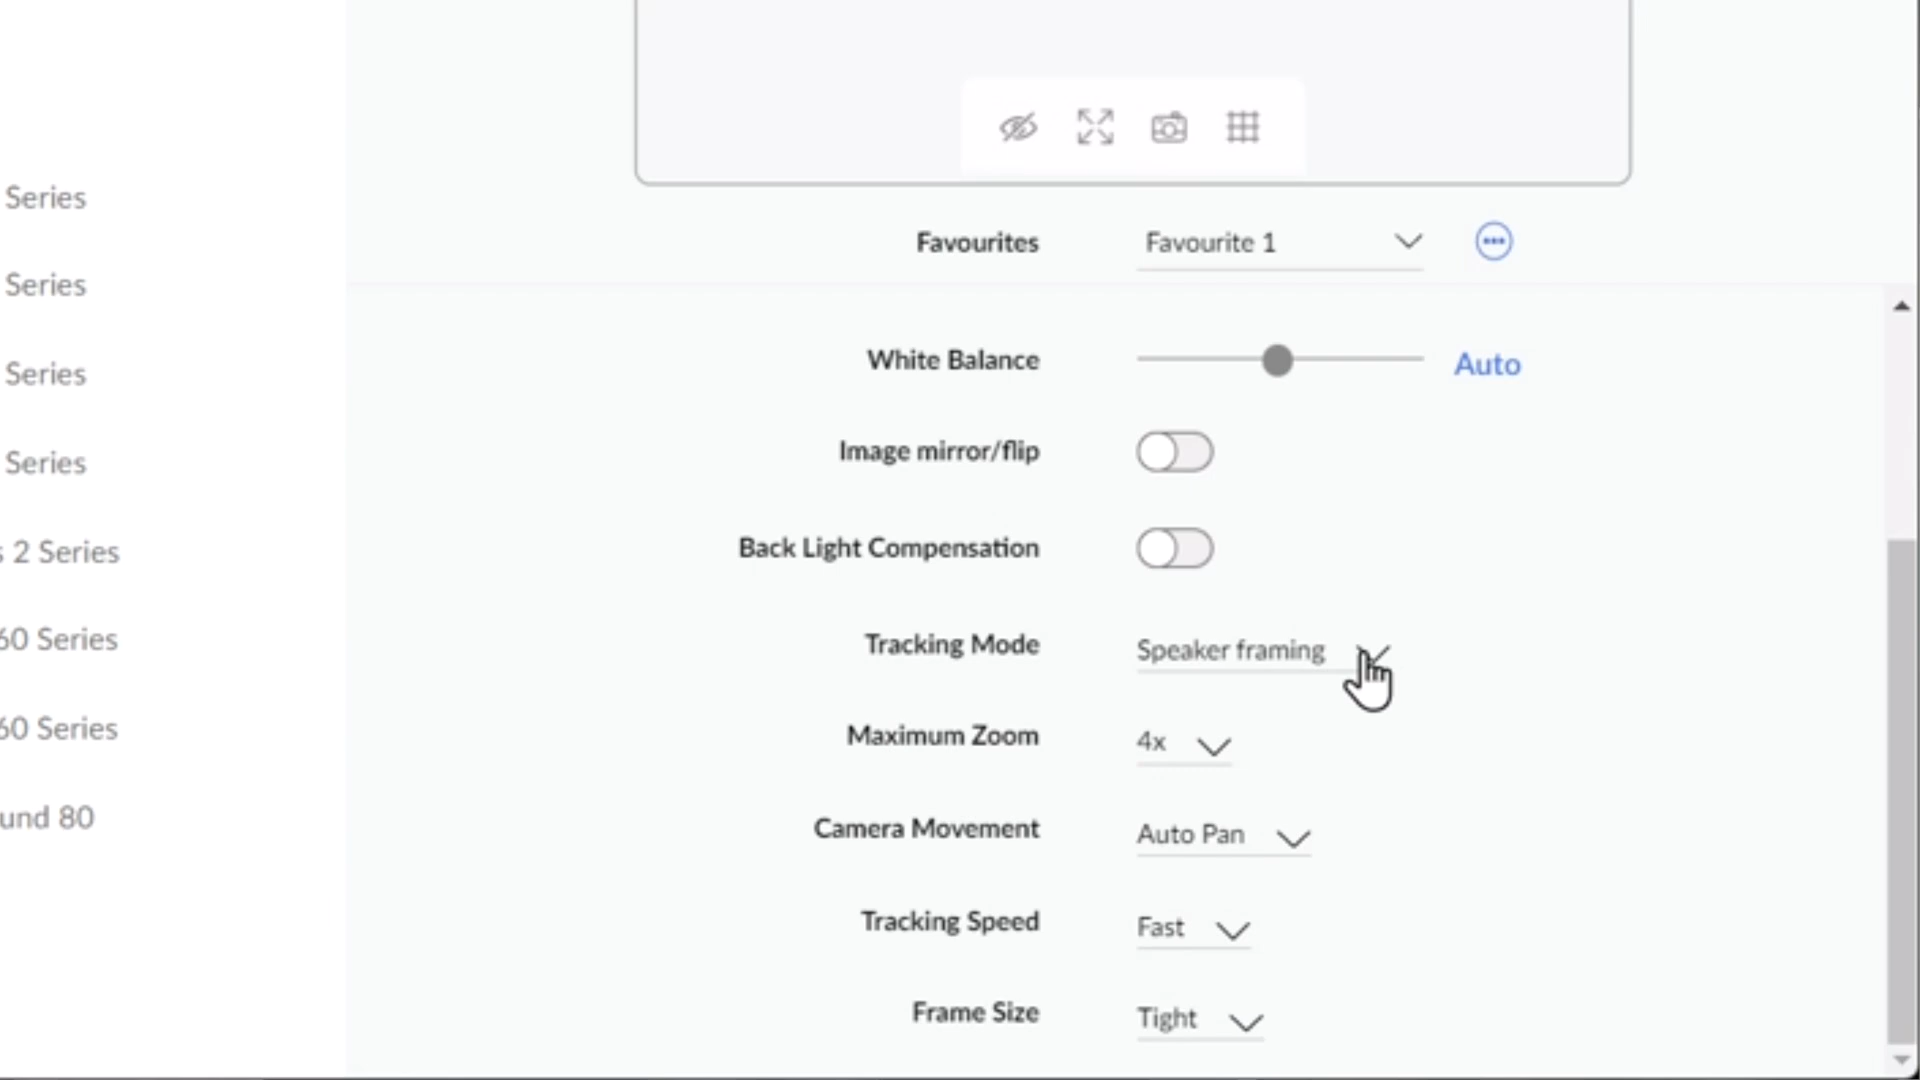 Series
Favourites Favourite 1
Series
White Balance Auto
Series
Image mirror/flip
Series
Back Light Compensation
2 Series
Tracking Mode Speaker framing
60 Series
Maximum Zoom 4x
60 Series
Camera Movement Auto Pan
und 80
Tracking Speed Fast
Frame Size Tight